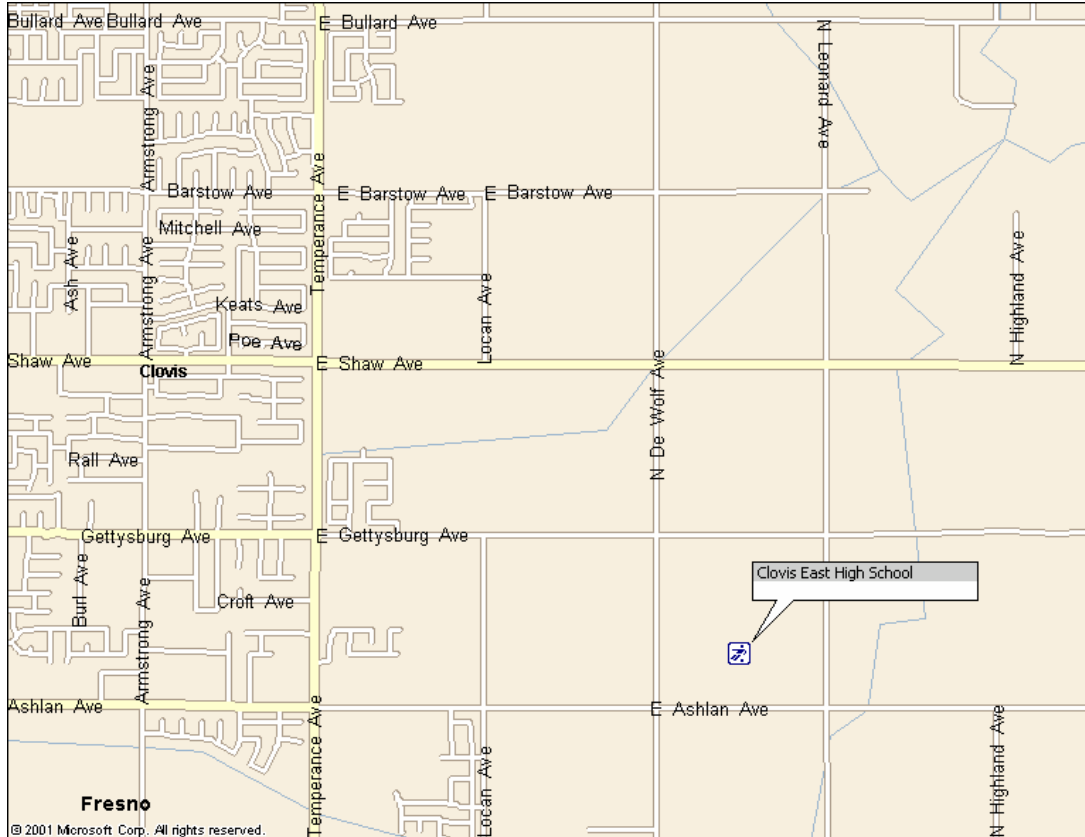 Bullard Ave
Bullard Ave
E Bullard Ave
N Leonard Ave
Armstrong Ave
Temperance Ave
Barstow Ave
E Barstow Ave
E Barstow Ave
Mitchell Ave
Ash Ave
Armstrong Ave
N Highland Ave
Locan Ave
Keats Ave
Poe Ave
Shaw Ave
E Shaw Ave
Clovis
N De Wolf Ave
Rall Ave
Gettysburg Ave
E Gettysburg Ave
Clovis East High School
Burl Ave
Croft Ave
Armstrong Ave
Ashlan Ave
E Ashlan Ave
Temperance Ave
Locan Ave
N Highland Ave
Fresno
© 2001 Microsoft Corp. All rights reserved.